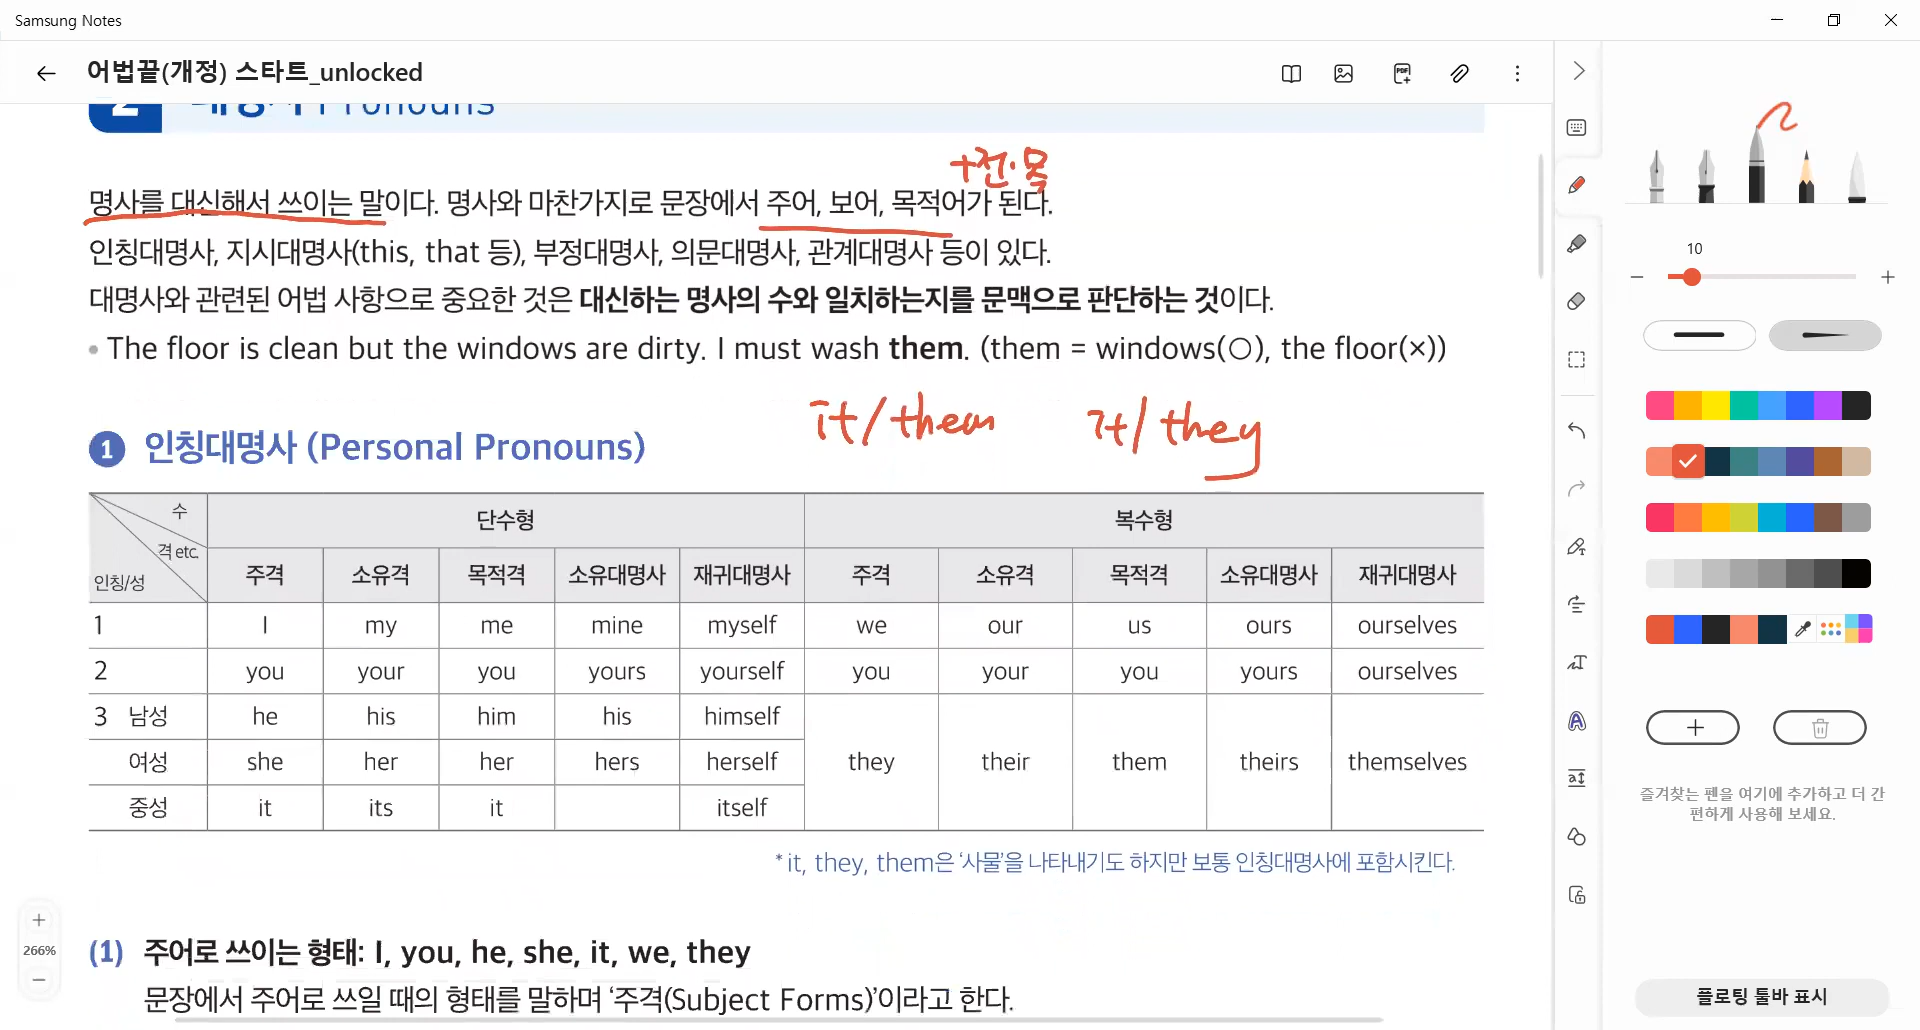 Samsung Notes
어법끝(개정) 스타트_unlocked
2 대명사 Pronouns
+전·목
명사를 대신해서 쓰이는 말이다. 명사와 마찬가지로 문장에서 주어, 보어, 목적어가 된다.
인칭대명사, 지시대명사(this, that 등), 부정대명사, 의문대명사, 관계대명사 등이 있다.
대명사와 관련된 어법 사항으로 중요한 것은 대신하는 명사의 수와 일치하는지를 문맥으로 판단하는 것이다.
• The floor is clean but the windows are dirty. I must wash them. (them = windows(○), the floor(×))
it/them it/they
1 인칭대명사 (Personal Pronouns)
수
격 etc.
인칭/성
단수형 복수형
주격 소유격 목적격 소유대명사 재귀대명사 주격 소유격 목적격 소유대명사 재귀대명사
1 I my me mine myself we our us ours ourselves
2 you your you yours yourself you your you yours ourselves
3 남성 he his him his himself
여성 she her her hers herself they their them theirs themselves
중성 it its it itself
* it, they, them은 ‘사물’을 나타내기도 하지만 보통 인칭대명사에 포함시킨다.
(1) 주어로 쓰이는 형태: I, you, he, she, it, we, they
문장에서 주어로 쓰일 때의 형태를 말하며 ‘주격(Subject Forms)’이라고 한다.
266%
10
즐겨찾는 펜을 여기에 추가하고 더 간
편하게 사용해 보세요.
플로팅 툴바 표시